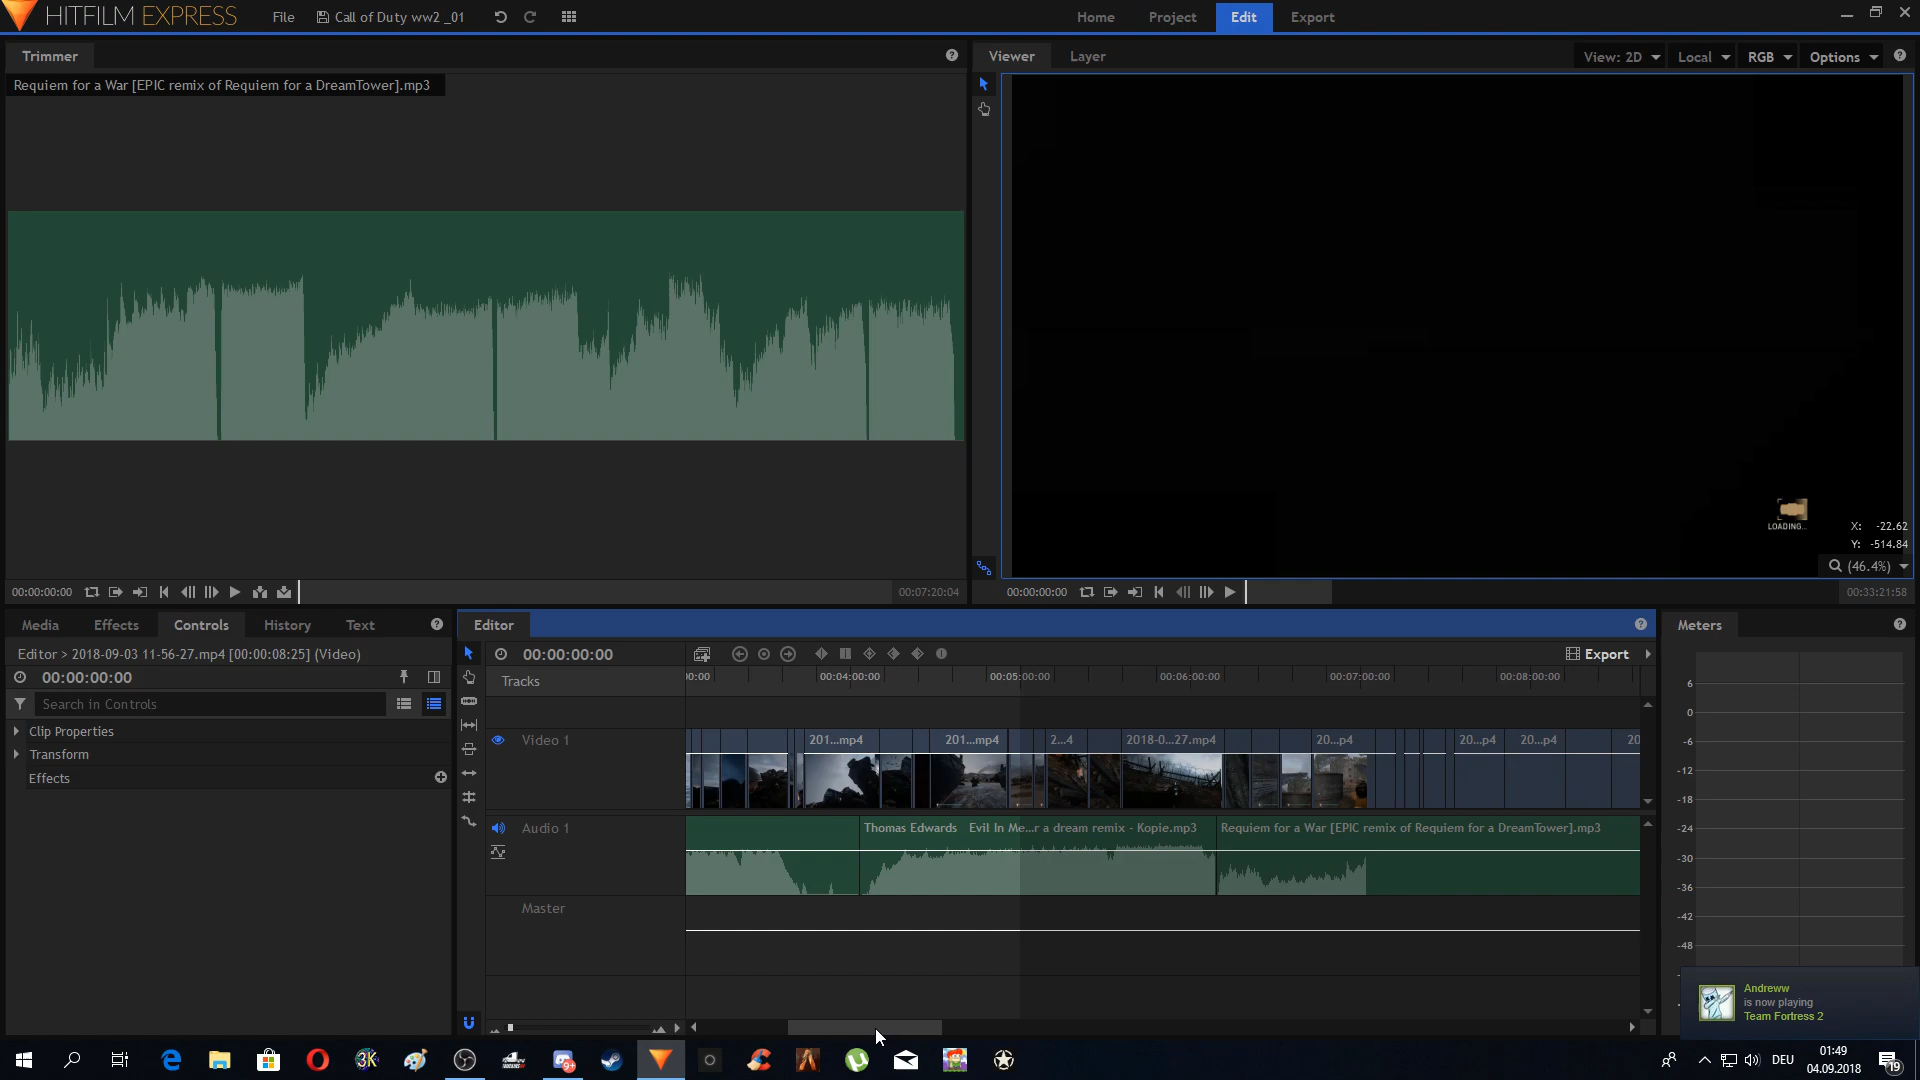 HITFILM EXPRESS
File
Call of Duty ww2 _01
Home
Project
Edit
Export
Trimmer
Requiem for a War [EPIC remix of Requiem for a DreamTower].mp3
Viewer
Layer
View: 2D
Local
RGB
Options
LOADING...
X: -22.62
Y: -514.84
(46.4%)
00:00:00:00
00:07:20:04
00:00:00:00
00:33:21:58
Media
Effects
Controls
History
Text
Editor > 2018-09-03 11-56-27.mp4 [00:00:08:25] (Video)
00:00:00:00
Search in Controls
Clip Properties
Transform
Effects
Editor
00:00:00:00
Export
Tracks
00:00
00:04:00:00
00:05:00:00
00:06:00:00
00:07:00:00
00:08:00:00
Video 1
201...mp4
201...mp4
2...4
2018-0...27.mp4
20...p4
20...p4
20...p4
20
Audio 1
Thomas Edwards Evil In Me...r a dream remix - Kopie.mp3
Requiem for a War [EPIC remix of Requiem for a DreamTower].mp3
Master
Meters
6
0
-6
-12
-18
-24
-30
-36
-42
-48
Andreww
is now playing
Team Fortress 2
3K
9+
DEU
01:49
04.09.2018
19